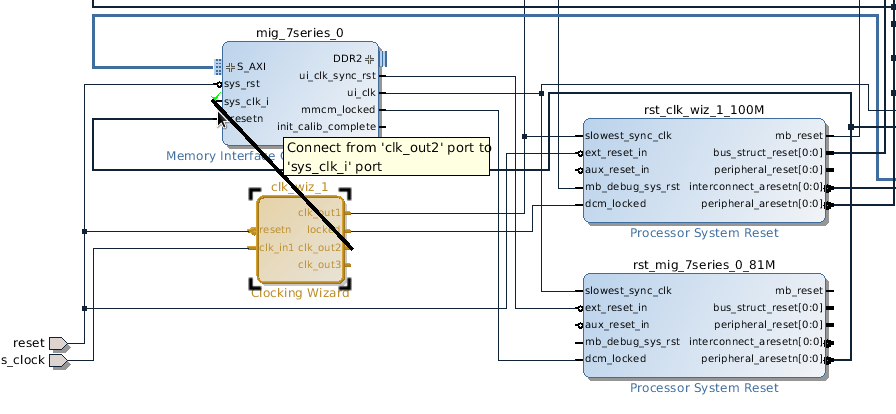 mig_7series_0
S_AXI
sys_rst
sys_clk_i
resetn
DDR2
ui_clk_sync_rst
ui_clk
mmcm_locked
init_calib_complete
Memory Interface
Connect from 'clk_out2' port to
'sys_clk_i' port
clk_wiz_1
resetn
clk_in1
clk_out1
locked
clk_out2
clk_out3
Clocking Wizard
reset
s_clock
rst_clk_wiz_1_100M
slowest_sync_clk
ext_reset_in
aux_reset_in
mb_debug_sys_rst
dcm_locked
mb_reset
bus_struct_reset[0:0]
peripheral_reset[0:0]
interconnect_aresetn[0:0]
peripheral_aresetn[0:0]
Processor System Reset
rst_mig_7series_0_81M
slowest_sync_clk
ext_reset_in
aux_reset_in
mb_debug_sys_rst
dcm_locked
mb_reset
bus_struct_reset[0:0]
peripheral_reset[0:0]
interconnect_aresetn[0:0]
peripheral_aresetn[0:0]
Processor System Reset